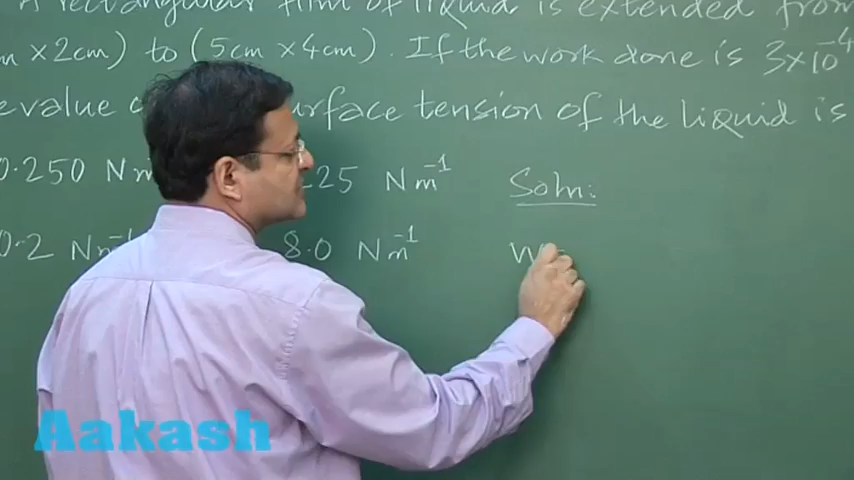 A rectangular film of liquid is extended from
m × 2cm) to (5cm × 4cm). If the work done is 3×10⁻⁴
value surface tension of the liquid is
0.250 Nm 225 Nm⁻¹ Soln:
0.2 Nm⁻¹ 8.0 Nm⁻¹ W=
Aakash